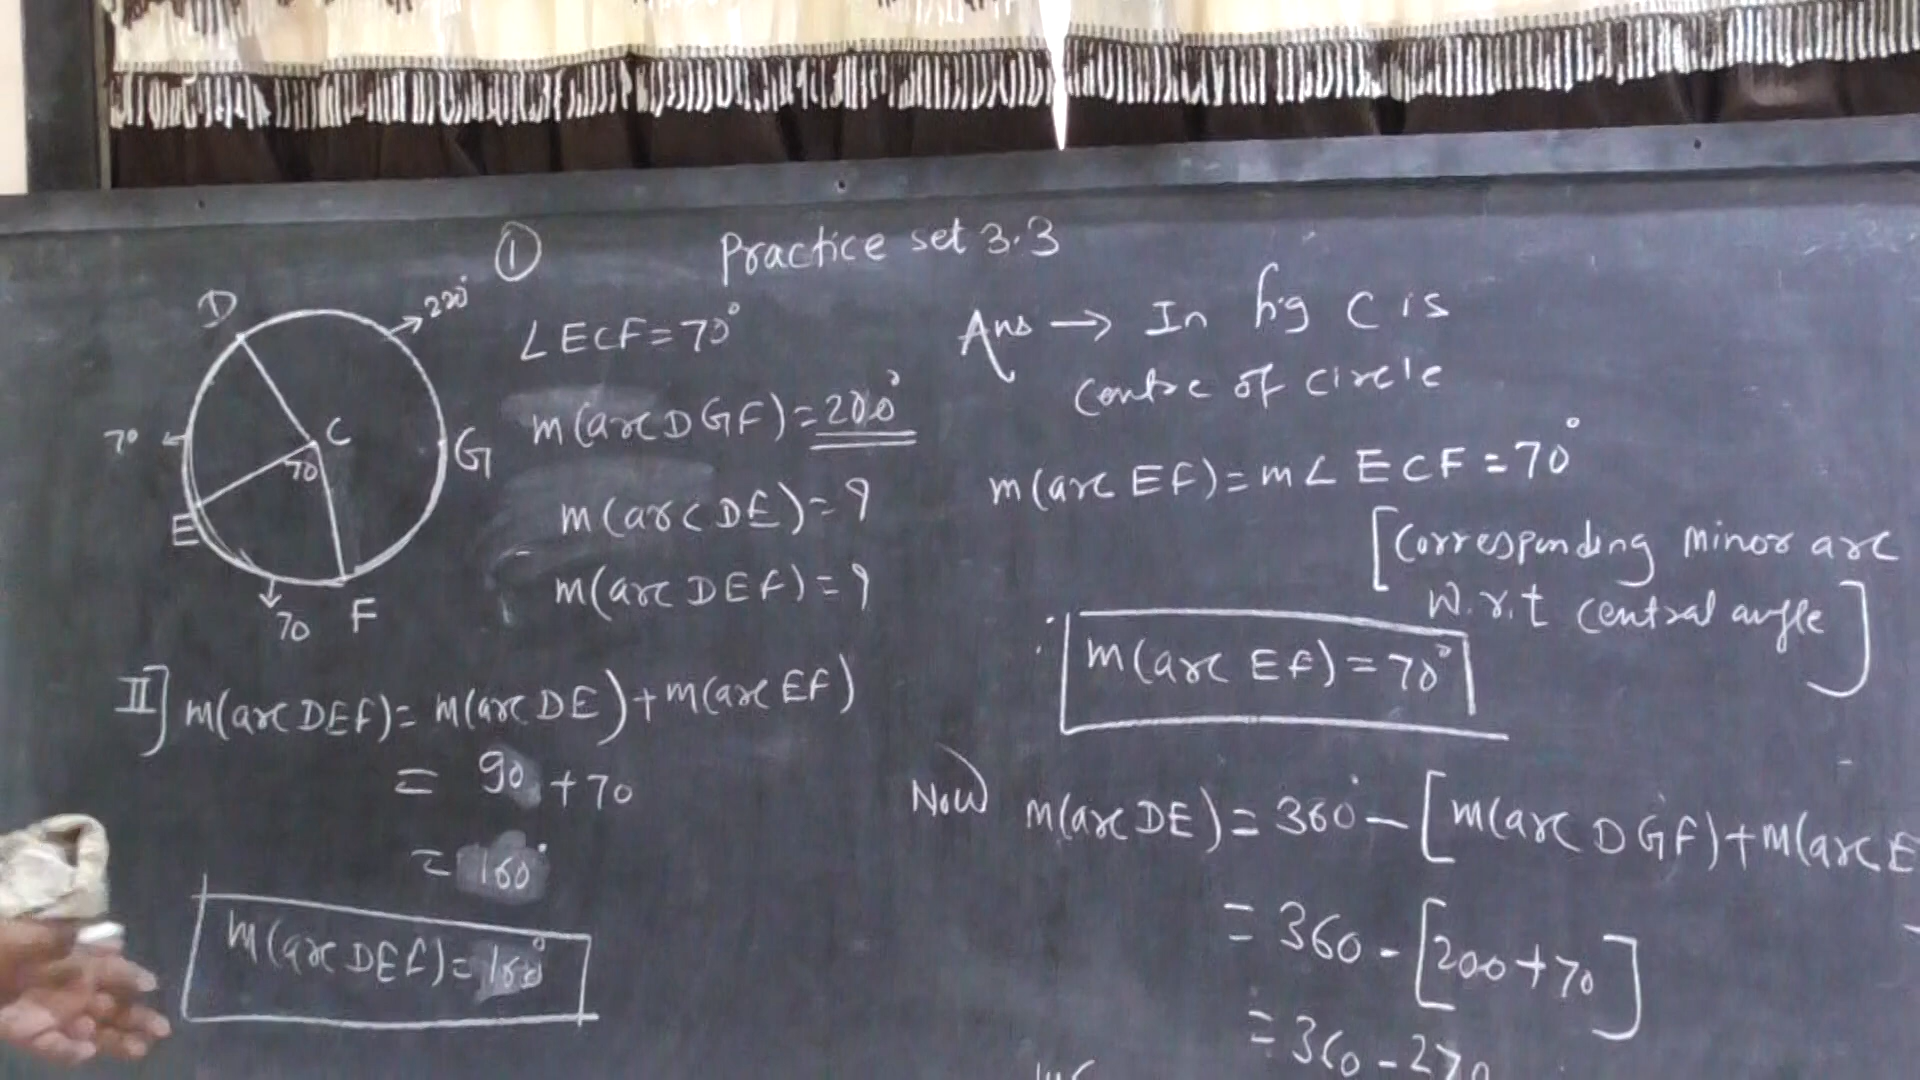 ① Practice set 3.3
D
220°
C
70
G
70
E
70
F
∠ECF=70°
m(arc DGF)=200°
m(arc DE)=?
m(arc DEF)=?
II] m(arc DEF)= m(arc DE)+m(arc EF)
= 90 +70
= 160°
m(arc DEF)=160°
Ans → In fig C is
centre of circle
m(arc EF)=m∠ECF=70°
[Corresponding minor arc
w.r.t central angle]
∴ m(arc EF)=70°
Now m(arc DE)=360°-[m(arc DGF)+m(arc E
=360-[200+70]
=360-270